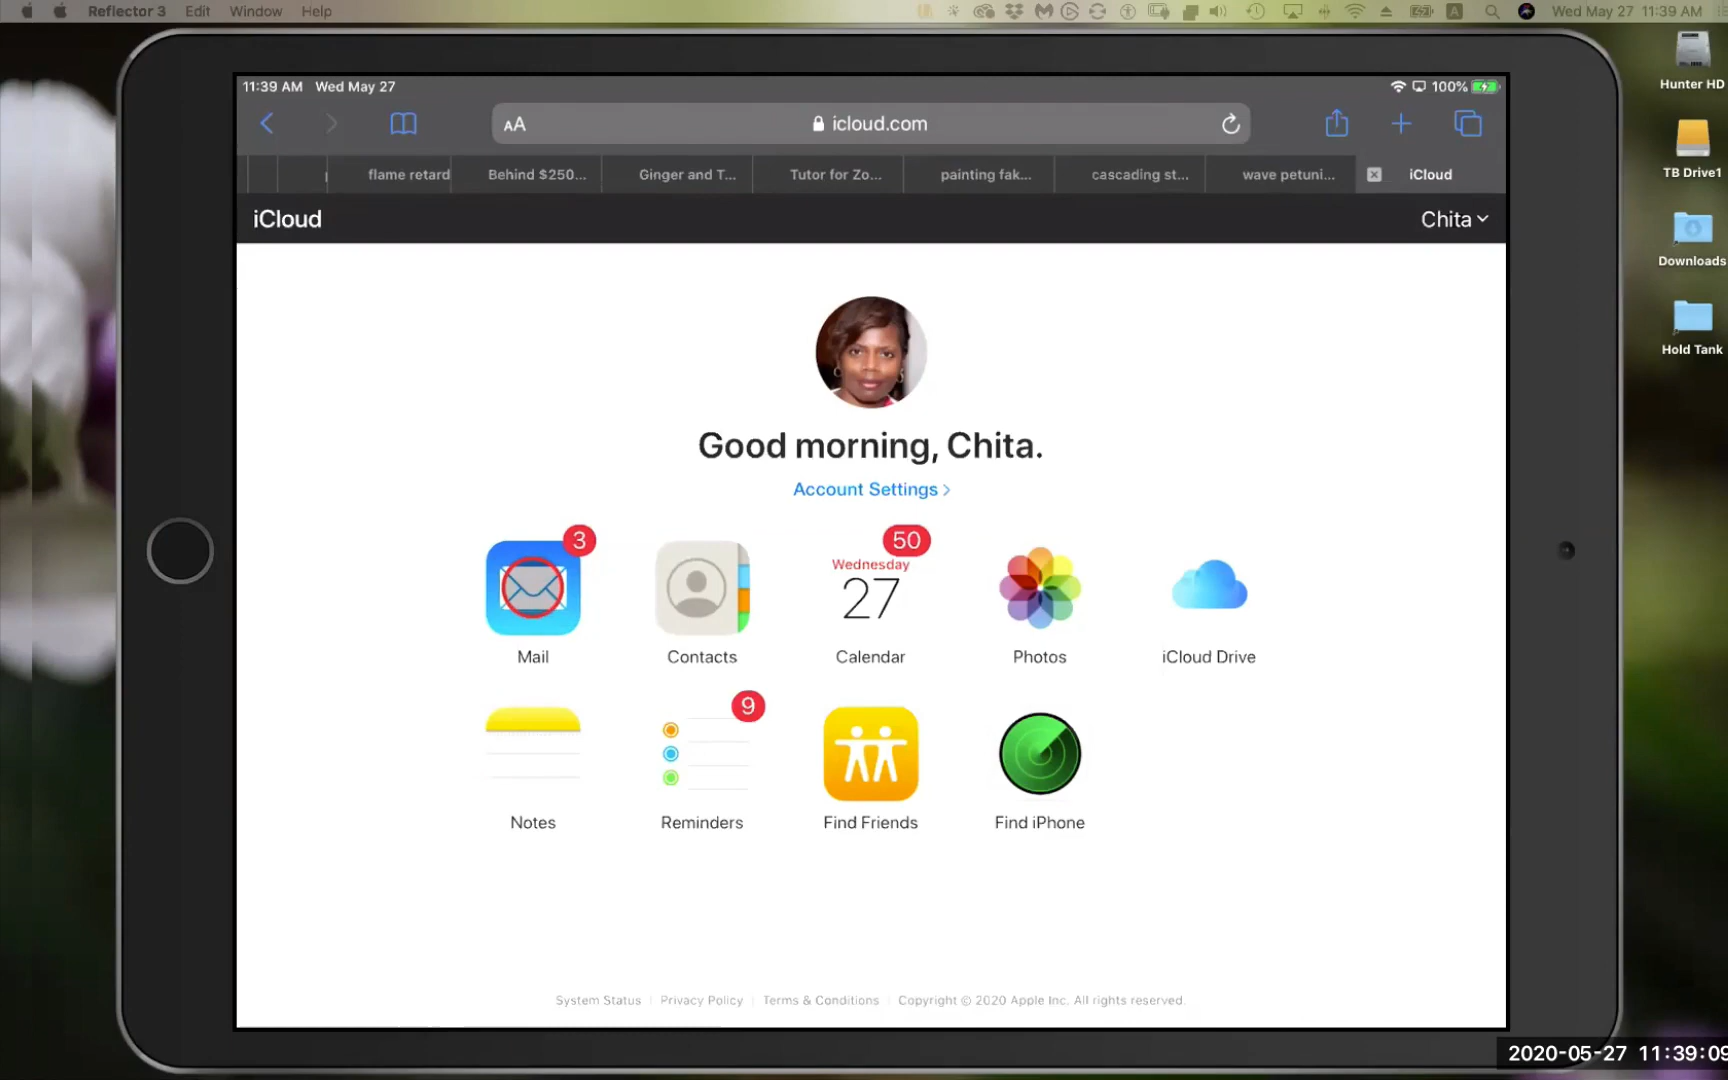 Reflector 3 Edit Window Help
Wed May 27 11:39 AM
11:39 AM Wed May 27
100%
AA icloud.com
flame retard
Behind $250...
Ginger and T...
Tutor for Zo...
painting fak...
cascading st...
wave petuni...
iCloud
iCloud
Chita
Good morning, Chita.
Account Settings >
3
50
Wednesday
27
Mail
Contacts
Calendar
Photos
iCloud Drive
9
Notes
Reminders
Find Friends
Find iPhone
System Status | Privacy Policy | Terms & Conditions | Copyright © 2020 Apple Inc. All rights reserved.
Hunter HD
TB Drive1
Downloads
Hold Tank
2020-05-27 11:39:09